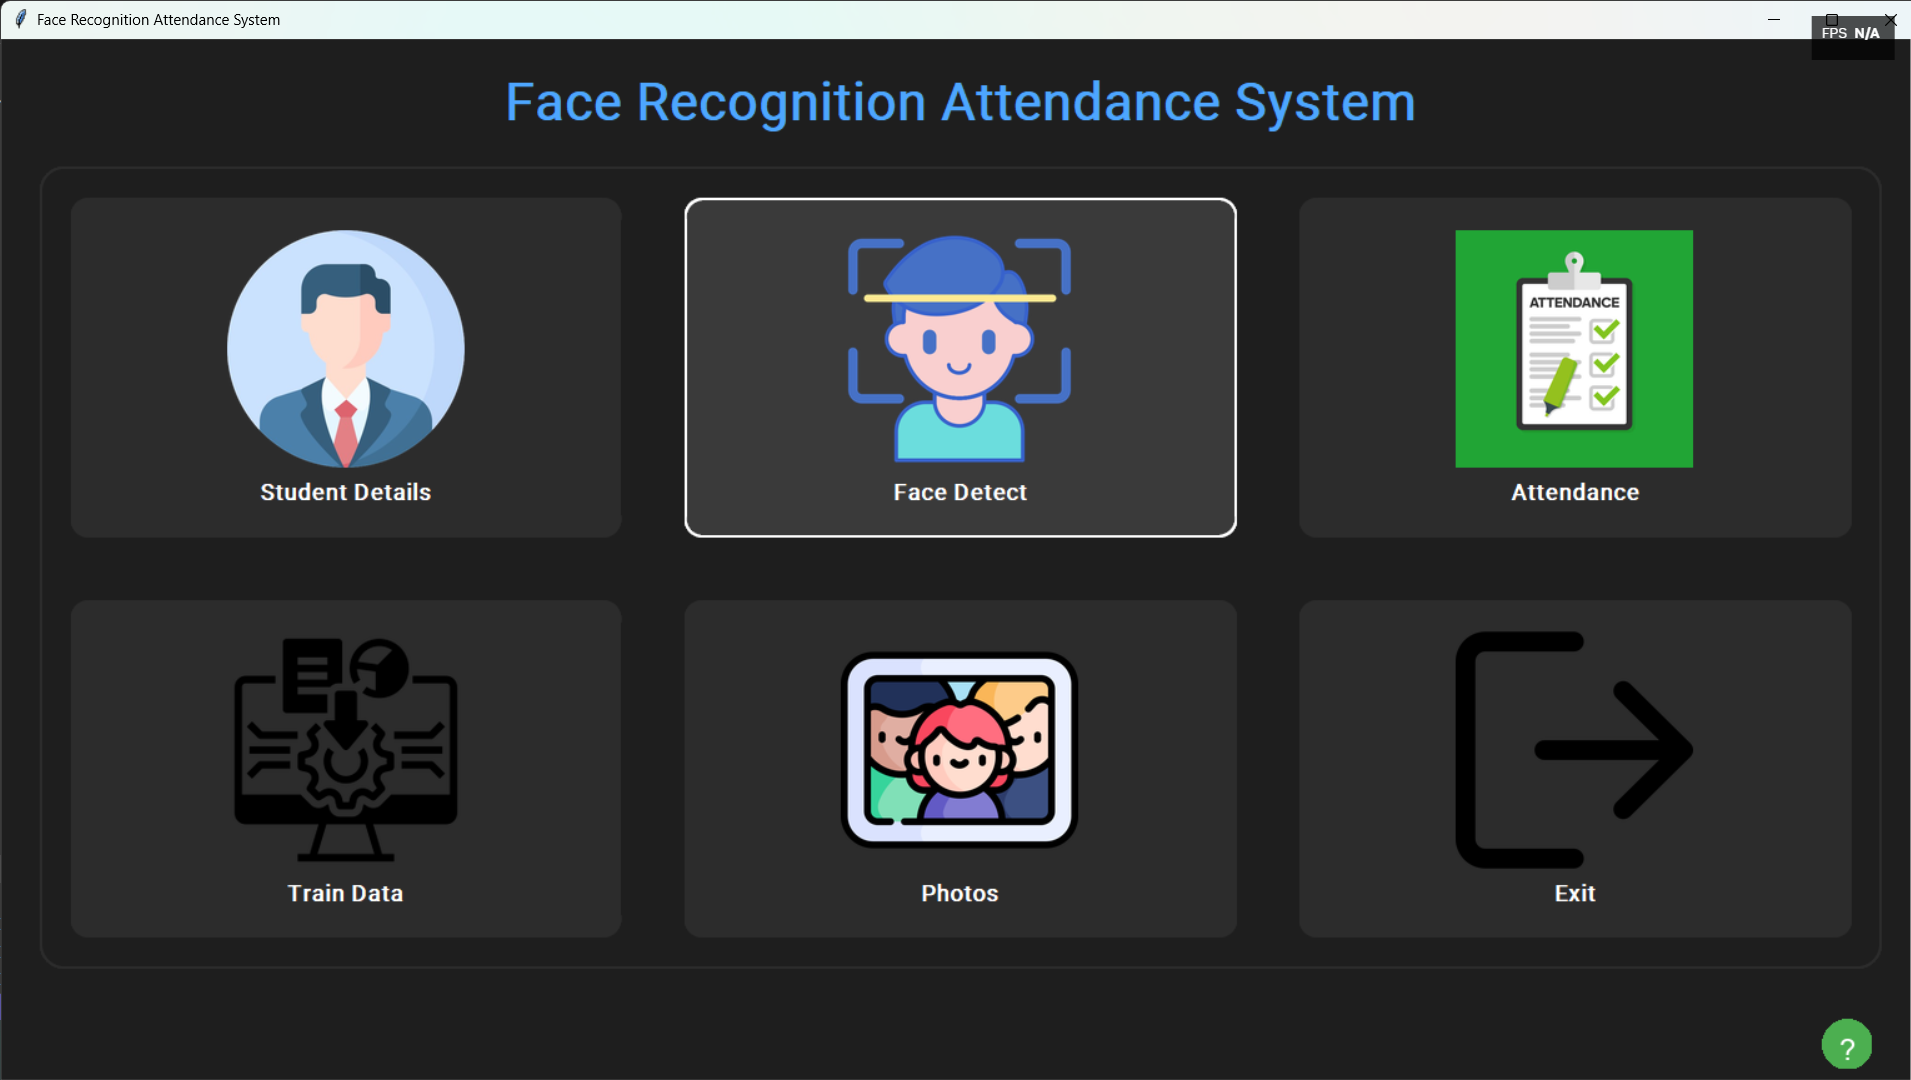 Face Recognition Attendance System
FPS N/A
Face Recognition Attendance System
ATTENDANCE
Student Details
Face Detect
Attendance
Train Data
Photos
Exit
?